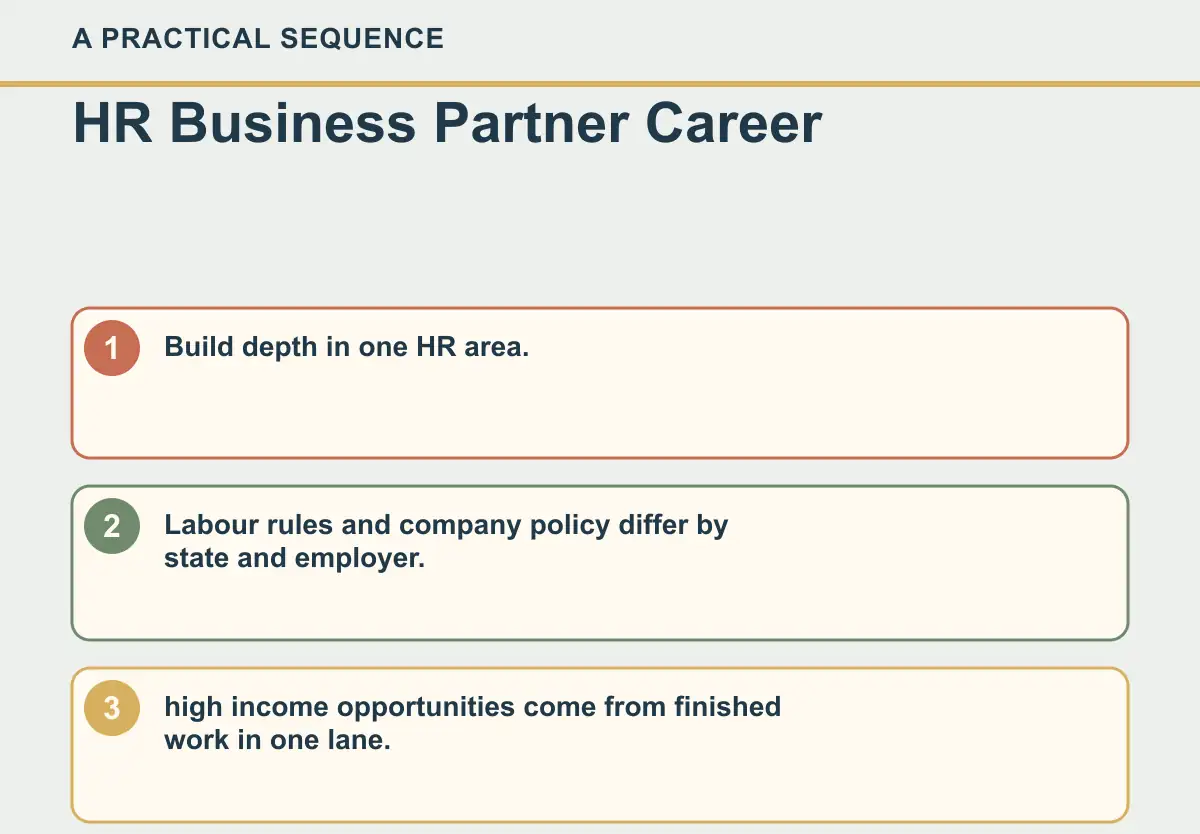 A PRACTICAL SEQUENCE
HR Business Partner Career
1
Build depth in one HR area.
2
Labour rules and company policy differ by
state and employer.
3
high income opportunities come from finished
work in one lane.